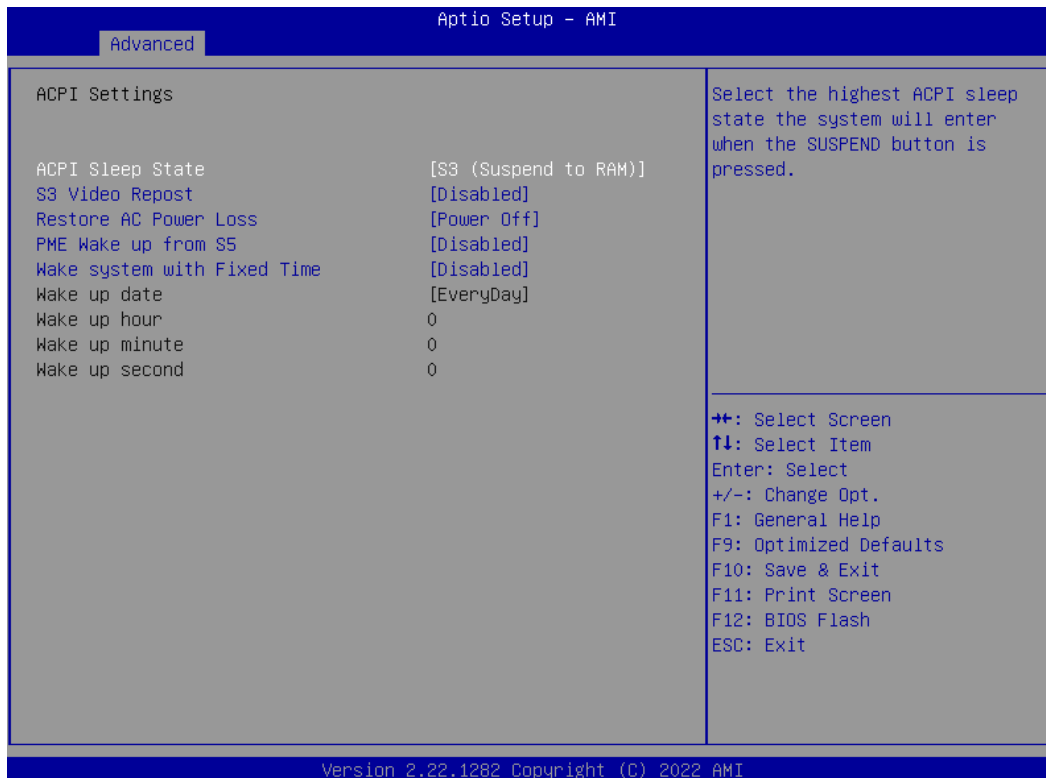 Aptio Setup – AMI
Advanced
ACPI Settings
ACPI Sleep State [S3 (Suspend to RAM)]
S3 Video Repost [Disabled]
Restore AC Power Loss [Power Off]
PME Wake up from S5 [Disabled]
Wake system with Fixed Time [Disabled]
Wake up date [EveryDay]
Wake up hour 0
Wake up minute 0
Wake up second 0
Select the highest ACPI sleep
state the system will enter
when the SUSPEND button is
pressed.
→←: Select Screen
↑↓: Select Item
Enter: Select
+/-: Change Opt.
F1: General Help
F9: Optimized Defaults
F10: Save & Exit
F11: Print Screen
F12: BIOS Flash
ESC: Exit
Version 2.22.1282 Copyright (C) 2022 AMI